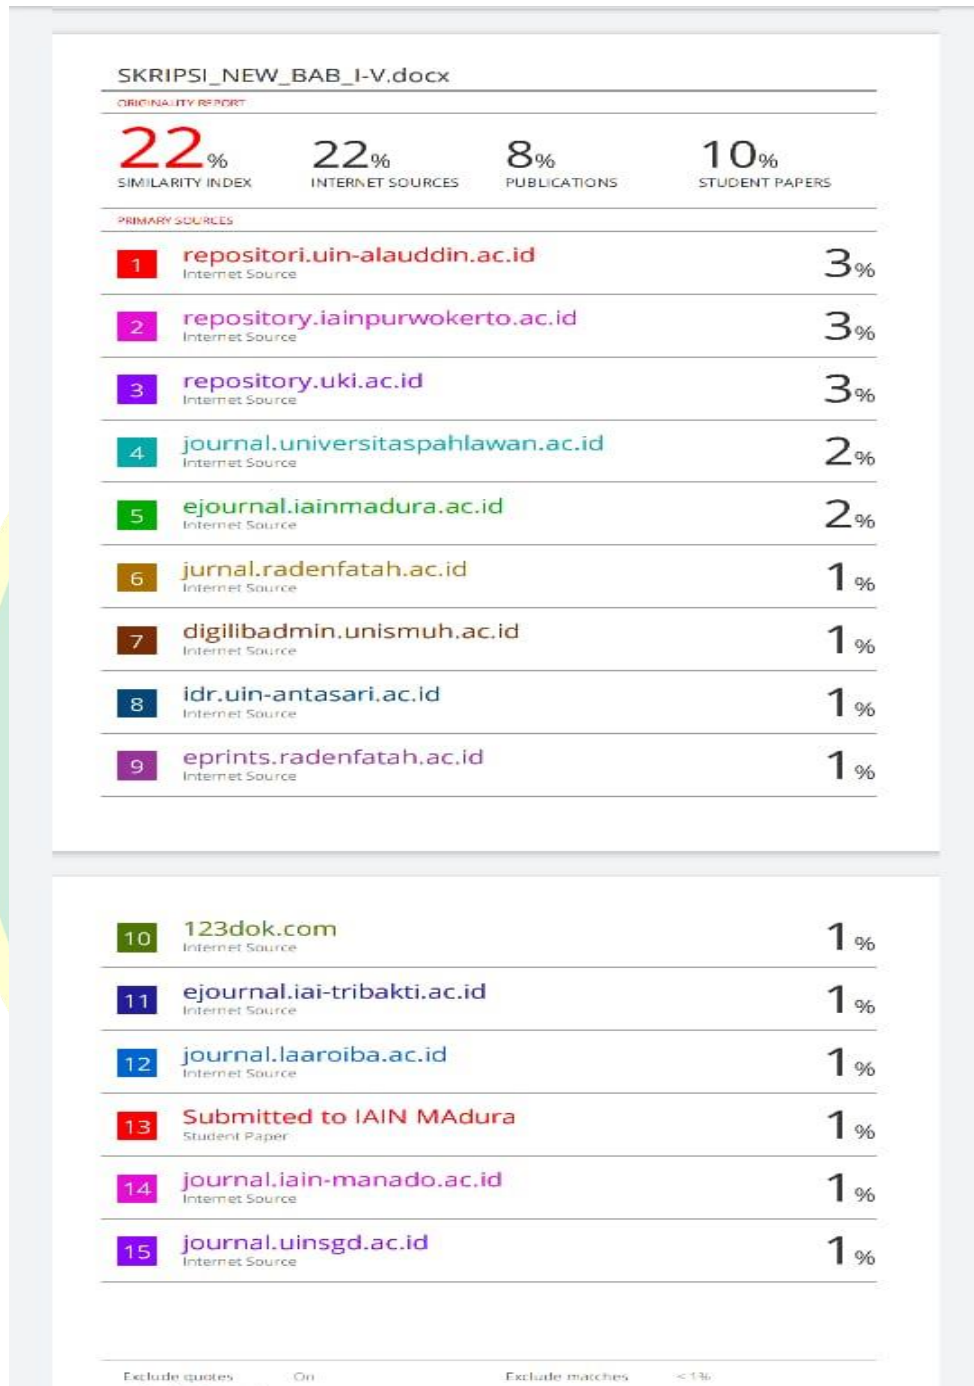 SKRIPSI_NEW_BAB_I-V.docx
ORIGINALITY REPORT
22% 22% 8% 10%
SIMILARITY INDEX INTERNET SOURCES PUBLICATIONS STUDENT PAPERS
PRIMARY SOURCES
1 repositori.uin-alauddin.ac.id 3%
Internet Source
2 repository.iainpurwokerto.ac.id 3%
Internet Source
3 repository.uki.ac.id 3%
Internet Source
4 journal.universitaspahlawan.ac.id 2%
Internet Source
5 ejournal.iainmadura.ac.id 2%
Internet Source
6 jurnal.radenfatah.ac.id 1%
Internet Source
7 digilibadmin.unismuh.ac.id 1%
Internet Source
8 idr.uin-antasari.ac.id 1%
Internet Source
9 eprints.radenfatah.ac.id 1%
Internet Source
10 123dok.com 1%
Internet Source
11 ejournal.iai-tribakti.ac.id 1%
Internet Source
12 journal.laaroiba.ac.id 1%
Internet Source
13 Submitted to IAIN MAdura 1%
Student Paper
14 journal.iain-manado.ac.id 1%
Internet Source
15 journal.uinsgd.ac.id 1%
Internet Source
Exclude quotes On Exclude matches < 1%